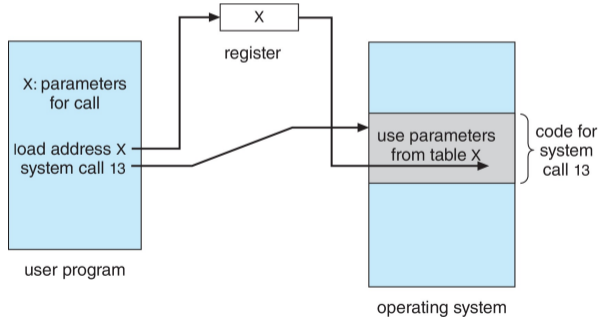 X
register
X: parameters
for call
load address X
system call 13
user program
use parameters
from table X
code for
system
call 13
operating system